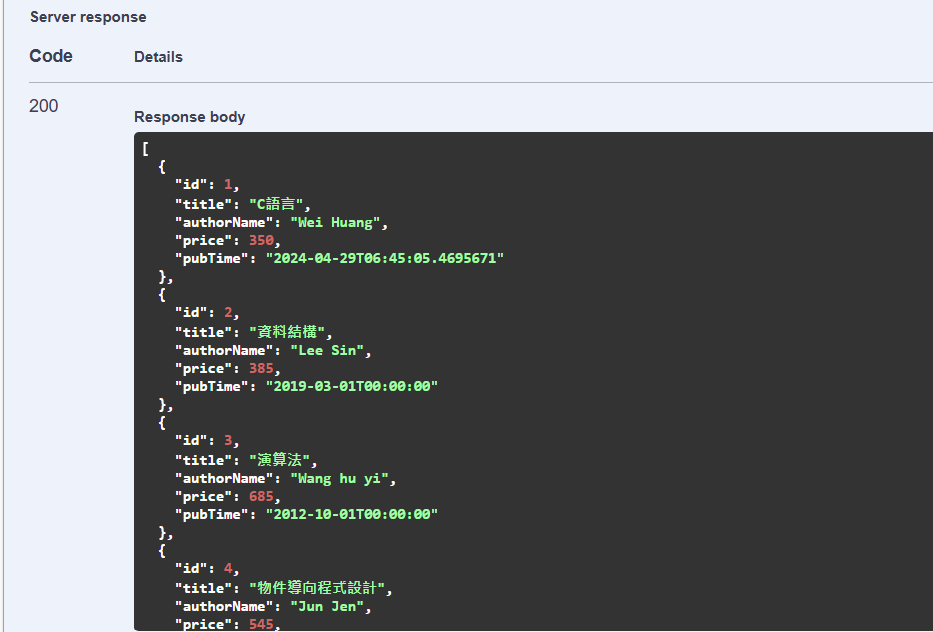 Server response
Code Details
200
Response body
[
  {
    "id": 1,
    "title": "C語言",
    "authorName": "Wei Huang",
    "price": 350,
    "pubTime": "2024-04-29T06:45:05.4695671"
  },
  {
    "id": 2,
    "title": "資料結構",
    "authorName": "Lee Sin",
    "price": 385,
    "pubTime": "2019-03-01T00:00:00"
  },
  {
    "id": 3,
    "title": "演算法",
    "authorName": "Wang hu yi",
    "price": 685,
    "pubTime": "2012-10-01T00:00:00"
  },
  {
    "id": 4,
    "title": "物件導向程式設計",
    "authorName": "Jun Jen",
    "price": 545,